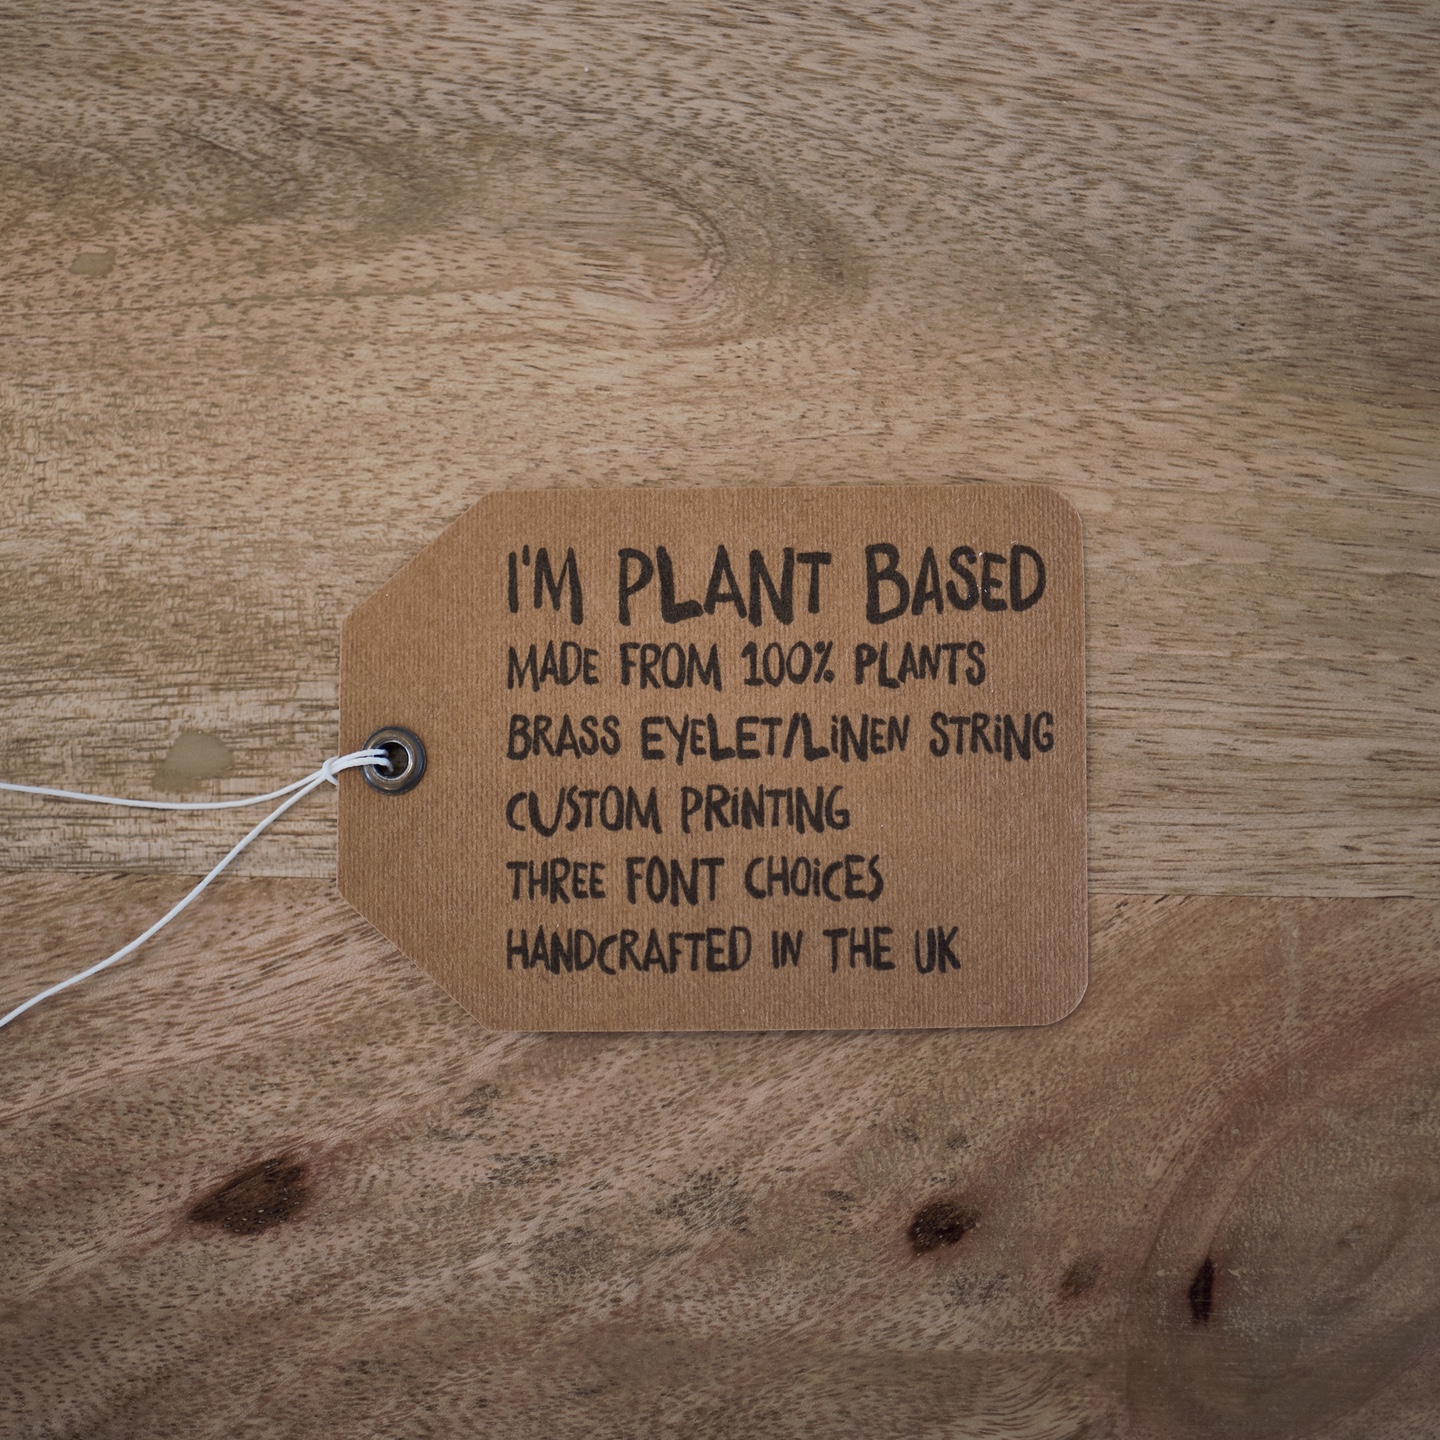 I'M PLANT BASED
MADE FROM 100% PLANTS
BRASS EYELET/LiNEN STRiNG
CUSTOM PRiNTING
THREE FONT CHOiCES
HANDCRAFTED IN THE UK